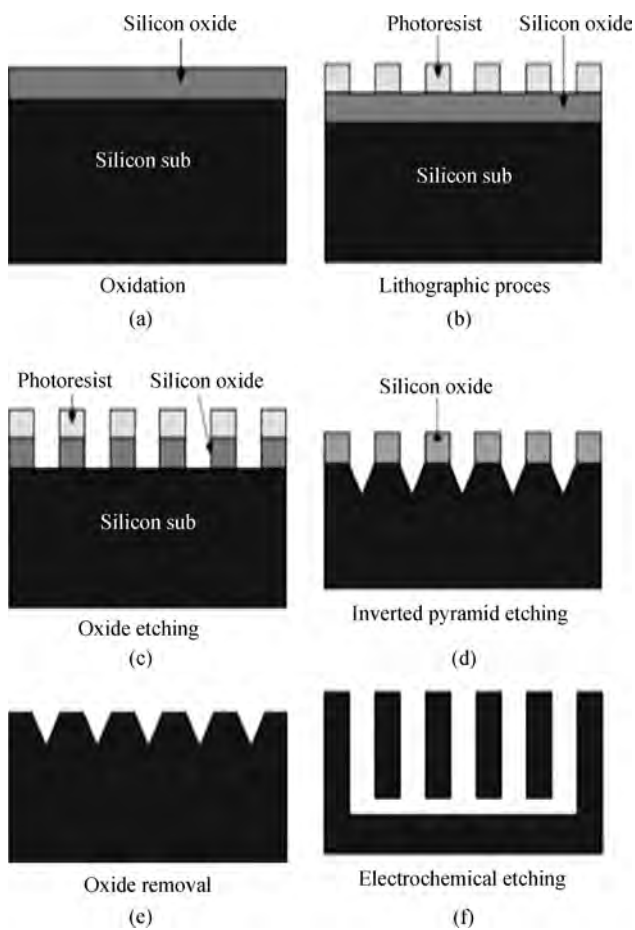 Silicon oxide
Silicon sub
Oxidation
(a)
Photoresist Silicon oxide
Silicon sub
Lithographic proces
(b)
Photoresist Silicon oxide
Silicon sub
Oxide etching
(c)
Silicon oxide
Inverted pyramid etching
(d)
Oxide removal
(e)
Electrochemical etching
(f)